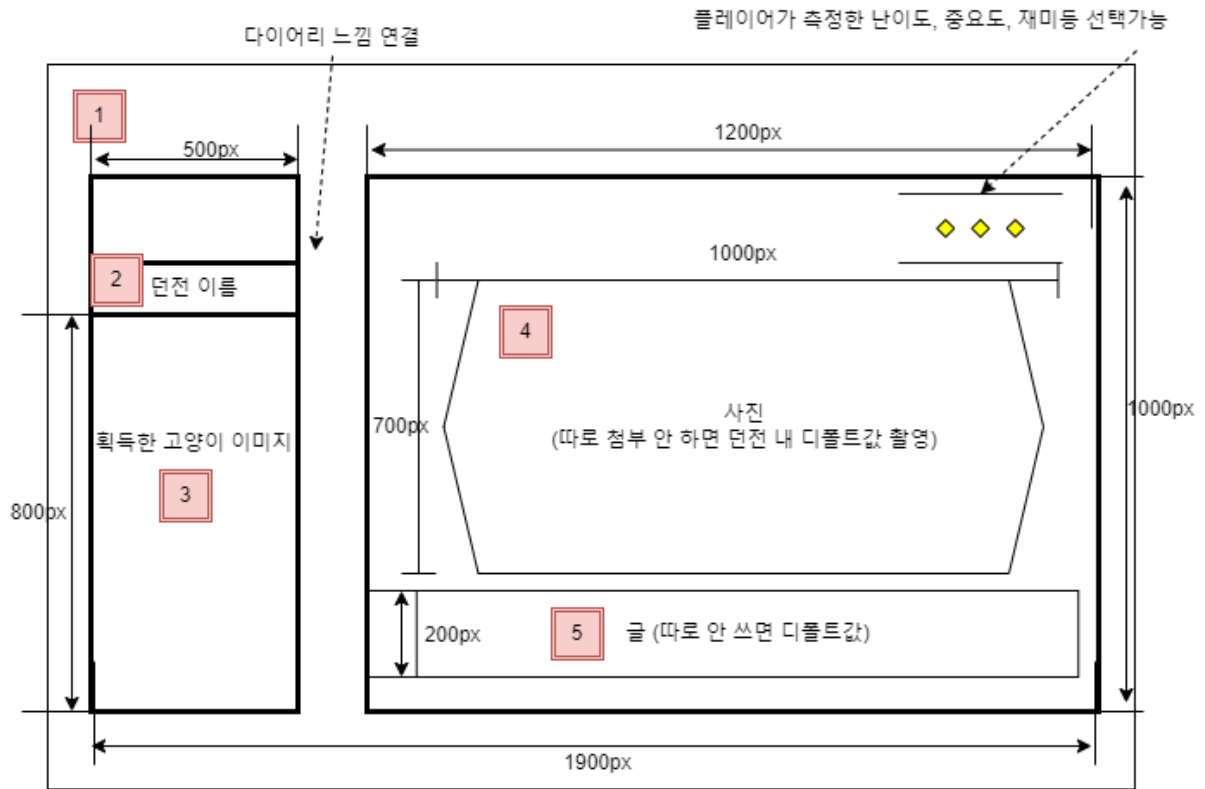 플레이어가 측정한 난이도, 중요도, 재미등 선택가능
다이어리 느낌 연결
1
500px
1200px
2
던전 이름
1000px
4
사진
(따로 첨부 안 하면 던전 내 디폴트값 촬영)
700px
1000px
획득한 고양이 이미지
3
800px
200px
5
글 (따로 안 쓰면 디폴트값)
1900px